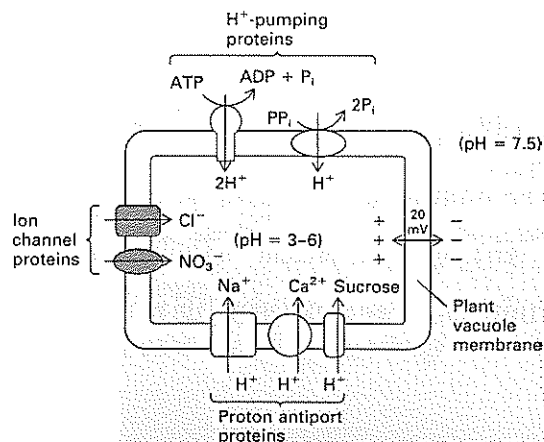 H⁺-pumping
proteins
ATP
ADP + Pᵢ
PPᵢ
2Pᵢ
(pH = 7.5)
2H⁺
H⁺
Ion
channel
proteins
Cl⁻
NO₃⁻
(pH = 3–6)
+ 20 −
+ mV −
+ −
Na⁺ Ca²⁺ Sucrose
Plant
vacuole
membrane
H⁺ H⁺ H⁺
Proton antiport
proteins